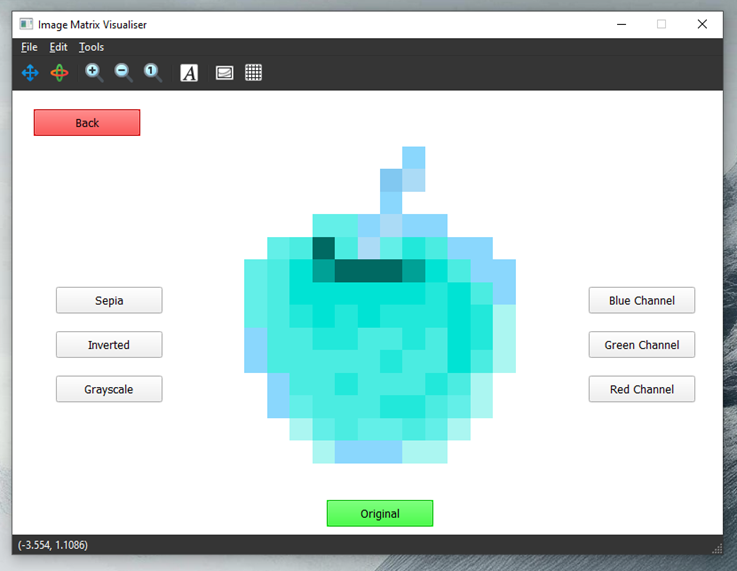 Image Matrix Visualiser
File Edit Tools
1 A
Back
Sepia
Blue Channel
Inverted
Green Channel
Grayscale
Red Channel
Original
(-3.554, 1.1086)